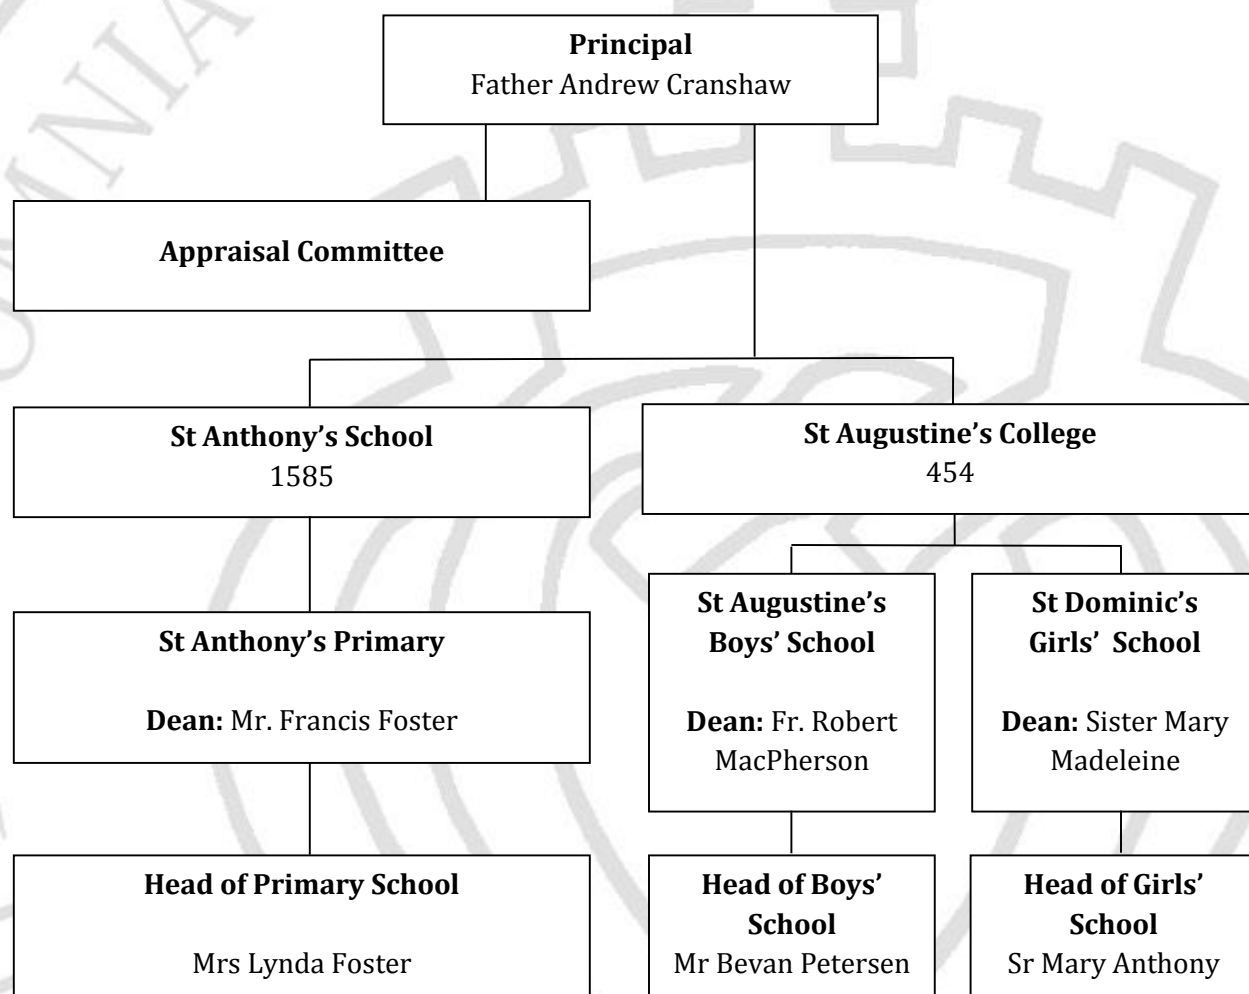 Principal
Father Andrew Cranshaw
Appraisal Committee
St Anthony’s School
1585
St Augustine’s College
454
St Anthony’s Primary
Dean: Mr. Francis Foster
St Augustine’s
Boys’ School
Dean: Fr. Robert
MacPherson
St Dominic’s
Girls’ School
Dean: Sister Mary
Madeleine
Head of Primary School
Mrs Lynda Foster
Head of Boys’
School
Mr Bevan Petersen
Head of Girls’
School
Sr Mary Anthony